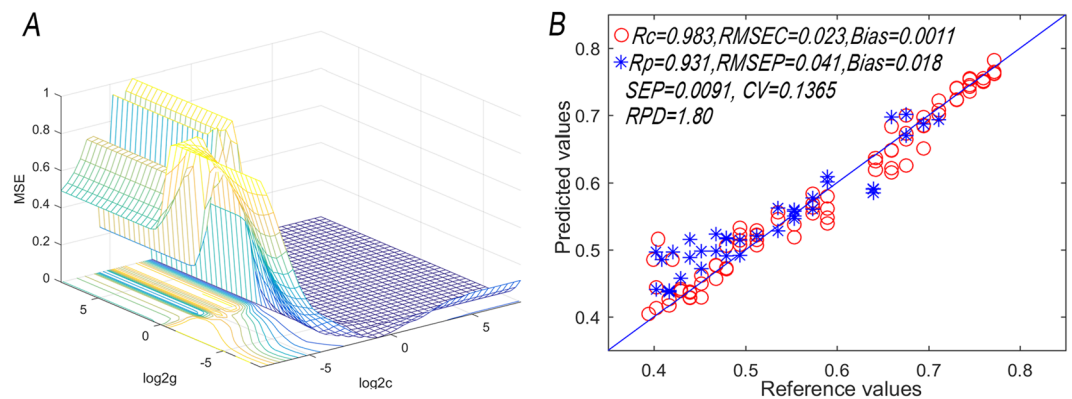 A
1
0.8
0.6
0.4
0.2
0
MSE
5
0
-5
log2g
-5
0
5
log2c
B
Rc=0.983,RMSEC=0.023,Bias=0.0011
Rp=0.931,RMSEP=0.041,Bias=0.018
SEP=0.0091, CV=0.1365
RPD=1.80
0.8
0.7
0.6
0.5
0.4
Predicted values
0.4 0.5 0.6 0.7 0.8
Reference values